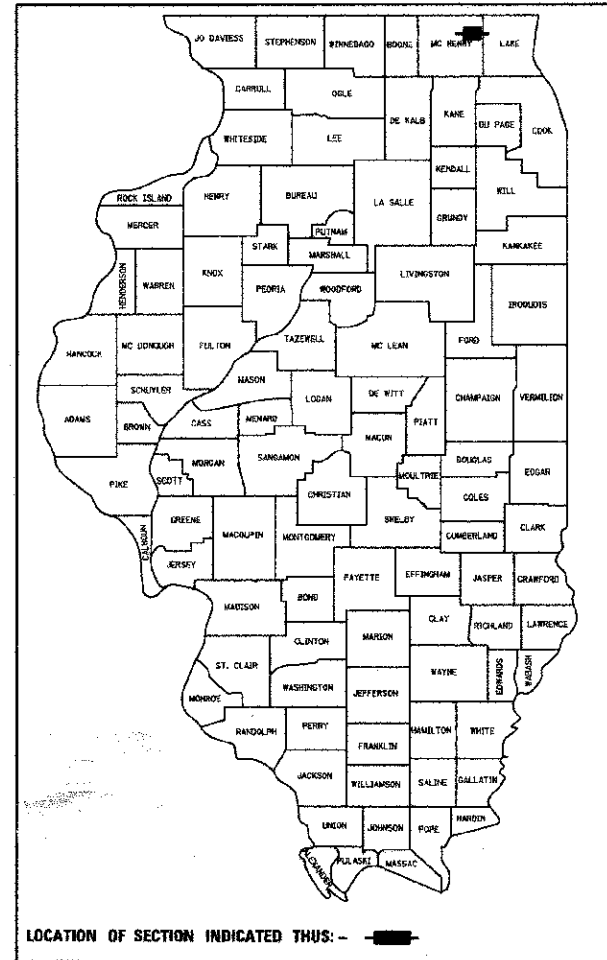 JO DAVIESS STEPHENSON WINNEBAGO BOONE MC HENRY LAKE
CARROLL OGLE DE KALB KANE DU PAGE COOK
WHITESIDE LEE KENDALL WILL
ROCK ISLAND HENRY BUREAU LA SALLE GRUNDY
MERCER PUTNAM KANKAKEE
STARK MARSHALL LIVINGSTON
HENDERSON WARREN KNOX PEORIA WOODFORD FORD IROQUOIS
HANCOCK MC DONOUGH FULTON TAZEWELL MC LEAN
SCHUYLER MASON LOGAN DE WITT CHAMPAIGN VERMILION
ADAMS BROWN CASS MENARD MACON PIATT
PIKE SCOTT MORGAN SANGAMON MOULTRIE DOUGLAS EDGAR
CHRISTIAN COLES
CALHOUN GREENE MACOUPIN MONTGOMERY SHELBY CUMBERLAND CLARK
JERSEY FAYETTE EFFINGHAM JASPER CRAWFORD
MADISON BOND CLAY RICHLAND LAWRENCE
CLINTON MARION
ST. CLAIR WAYNE EDWARDS WABASH
MONROE WASHINGTON JEFFERSON
RANDOLPH PERRY HAMILTON WHITE
FRANKLIN
JACKSON WILLIAMSON SALINE GALLATIN
UNION JOHNSON POPE HARDIN
ALEXANDER PULASKI MASSAC
LOCATION OF SECTION INDICATED THUS: -